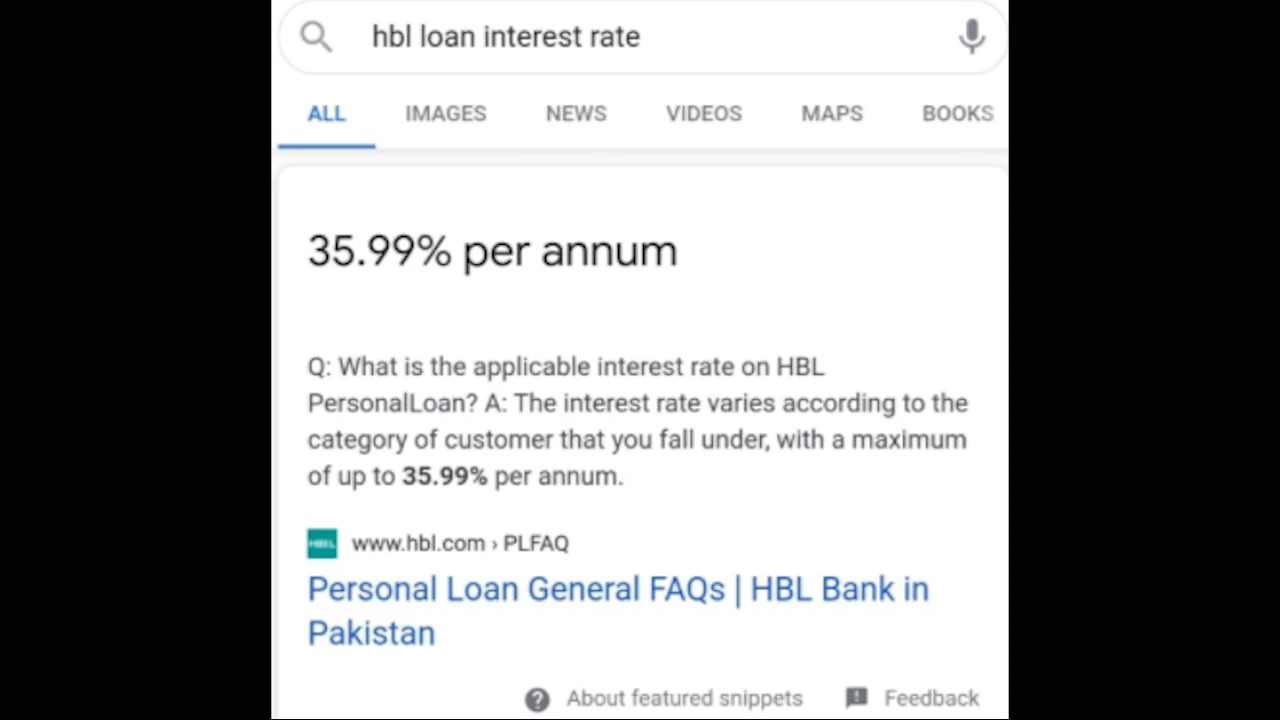 hbl loan interest rate
ALL IMAGES NEWS VIDEOS MAPS BOOKS
35.99% per annum
Q: What is the applicable interest rate on HBL
PersonalLoan? A: The interest rate varies according to the
category of customer that you fall under, with a maximum
of up to 35.99% per annum.
HBL www.hbl.com › PLFAQ
Personal Loan General FAQs | HBL Bank in
Pakistan
About featured snippets Feedback